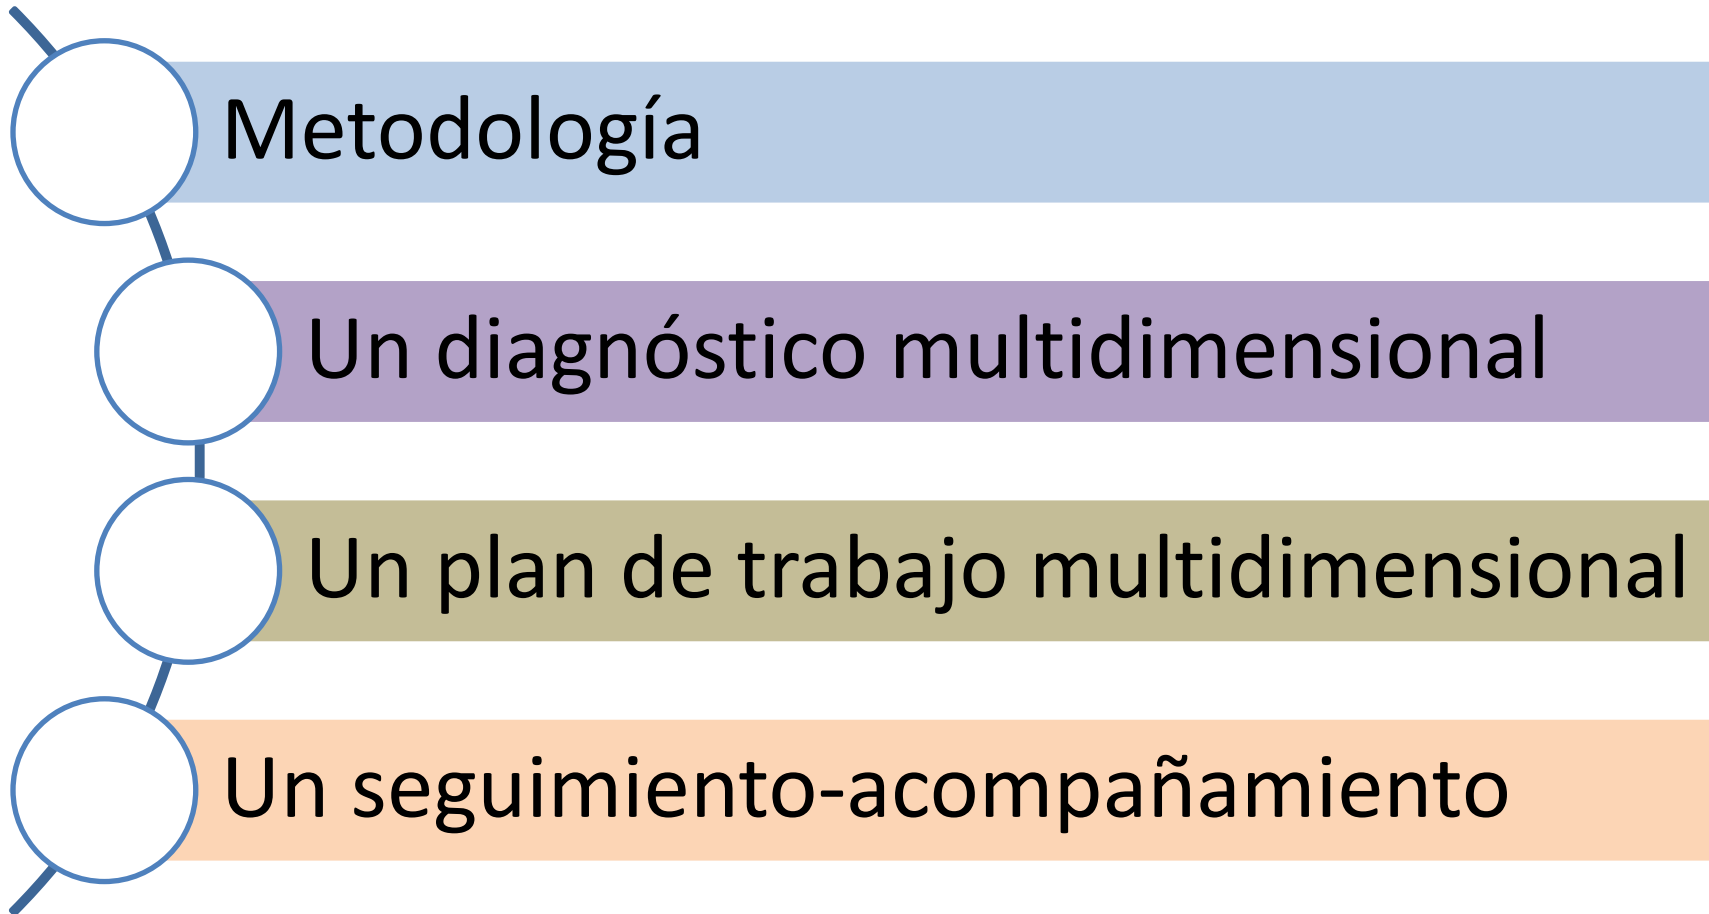 Metodología
Un diagnóstico multidimensional
Un plan de trabajo multidimensional
Un seguimiento-acompañamiento